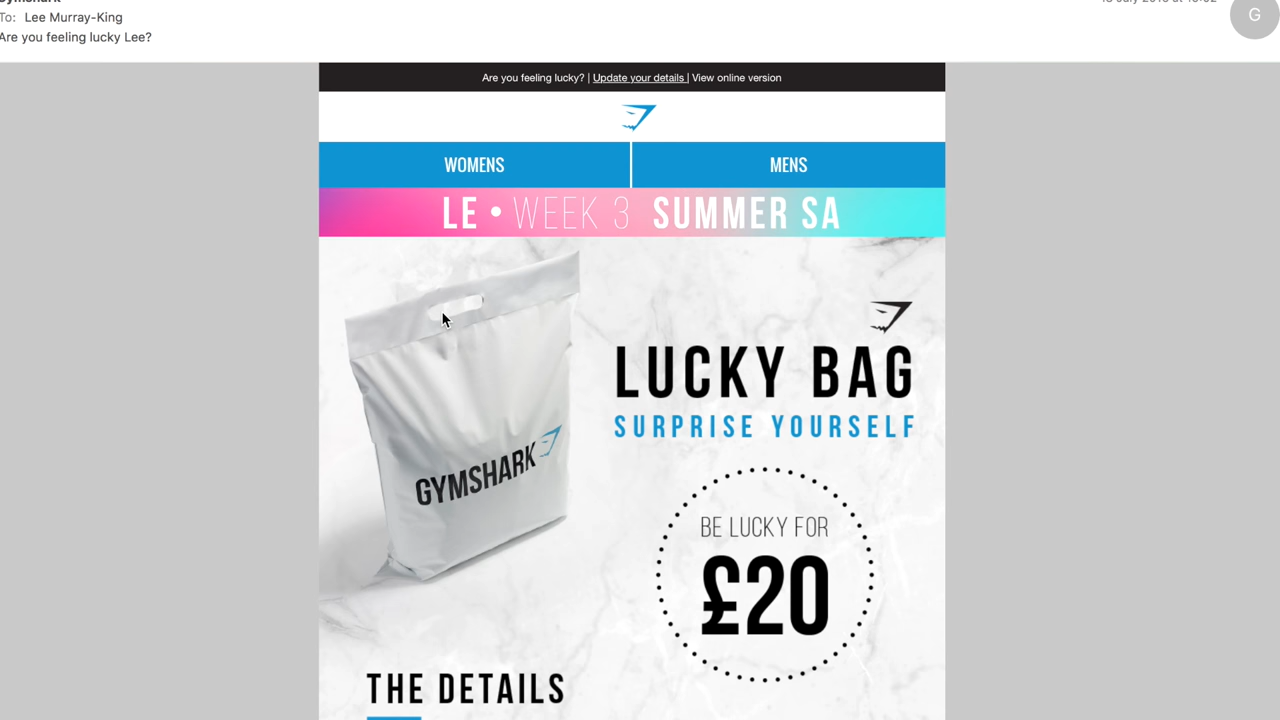 To: Lee Murray-King
G
Are you feeling lucky Lee?
Are you feeling lucky? | Update your details | View online version
WOMENS
MENS
LE • WEEK 3 SUMMER SA
LUCKY BAG
SURPRISE YOURSELF
GYMSHARK
BE LUCKY FOR
£20
THE DETAILS